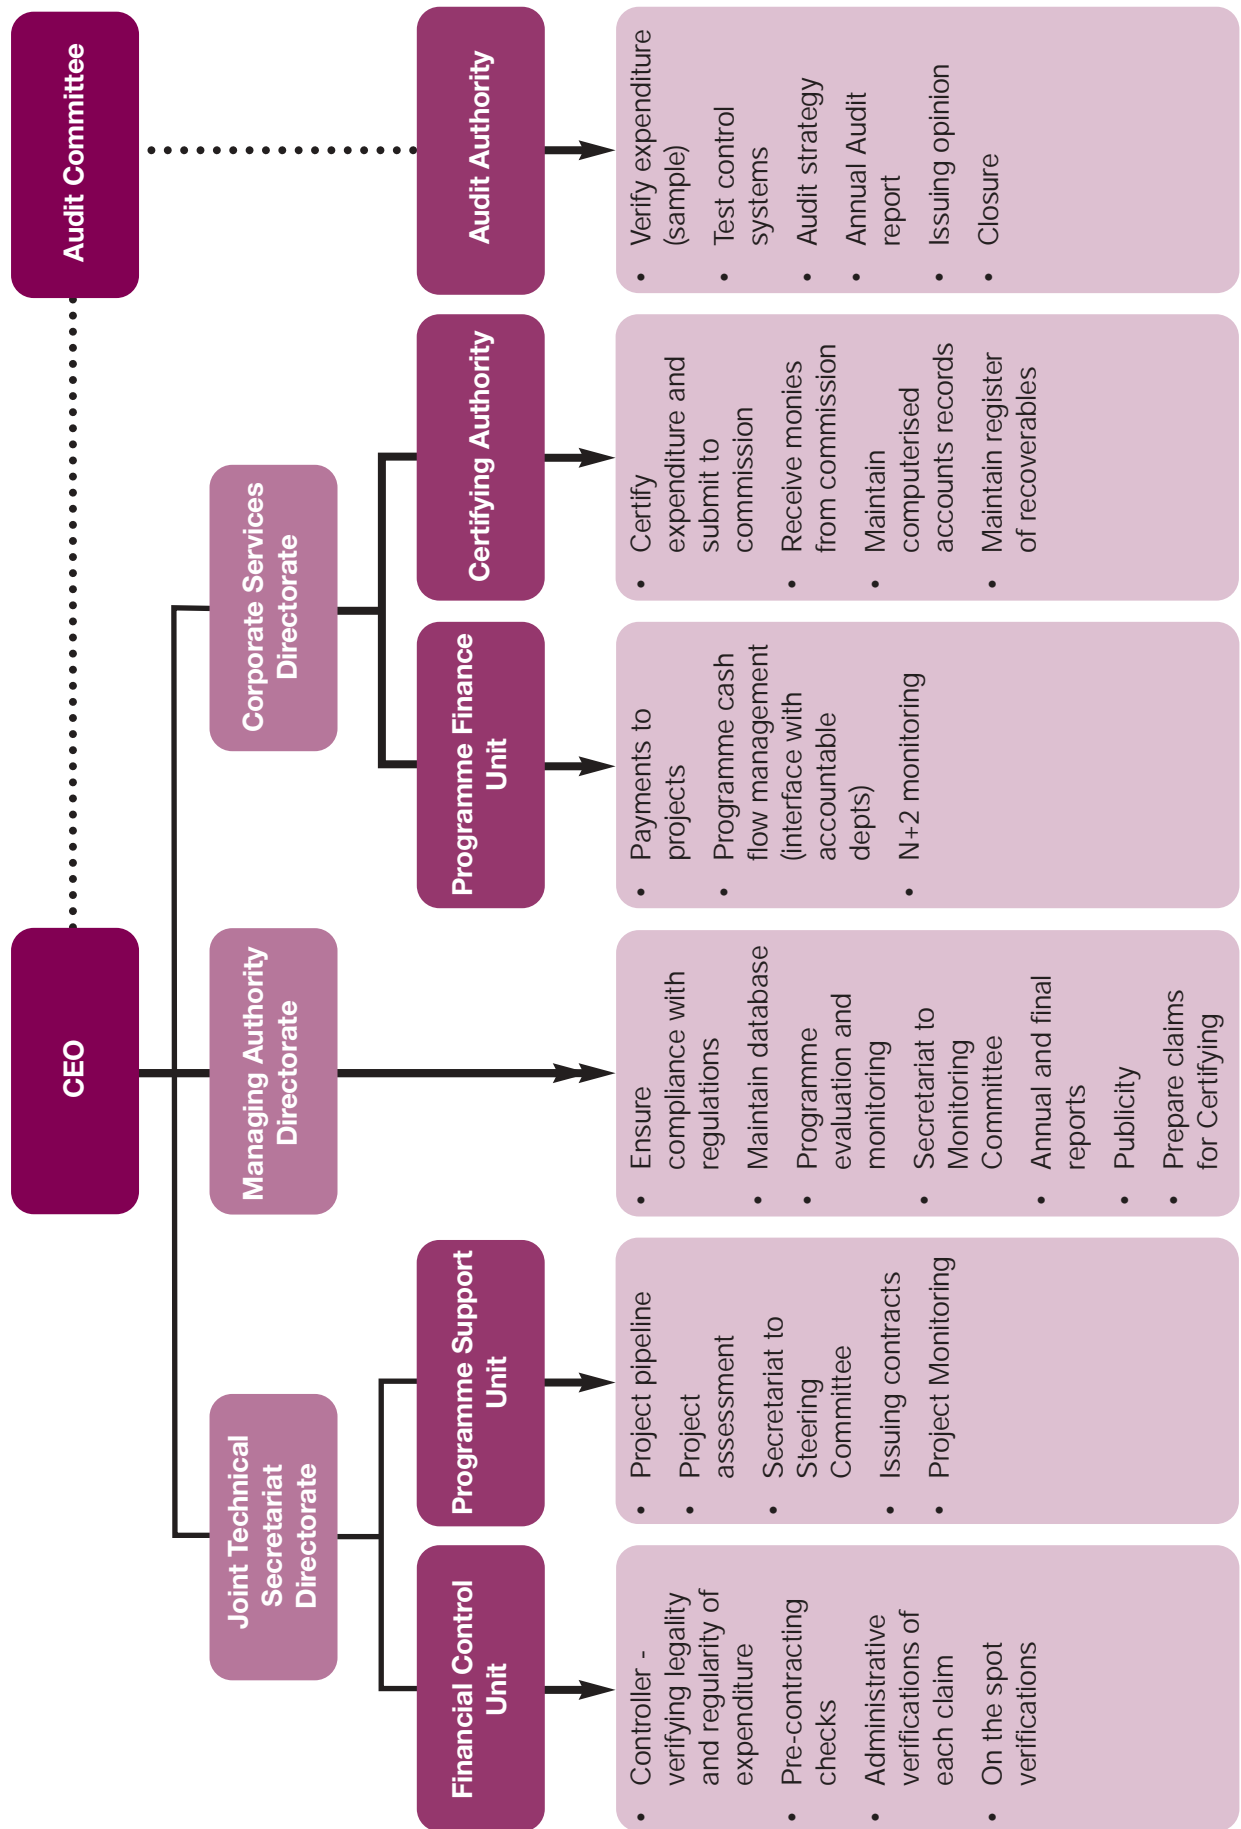 CEO
Audit Committee
Joint Technical
Secretariat
Directorate
Managing Authority
Directorate
Corporate Services
Directorate
Financial Control
Unit
Programme Support
Unit
Programme Finance
Unit
Certifying Authority
Audit Authority
• Controller -
verifying legality
and regularity of
expenditure
• Pre-contracting
checks
• Administrative
verifications of
each claim
• On the spot
verifications
• Project pipeline
• Project
assessment
• Secretariat to
Steering
Committee
• Issuing contracts
• Project Monitoring
• Ensure
compliance with
regulations
• Maintain database
• Programme
evaluation and
monitoring
• Secretariat to
Monitoring
Committee
• Annual and final
reports
• Publicity
• Prepare claims
for Certifying
• Payments to
projects
• Programme cash
flow management
(interface with
accountable
depts)
• N+2 monitoring
• Certify
expenditure and
submit to
commission
• Receive monies
from commission
• Maintain
computerised
accounts records
• Maintain register
of recoverables
• Verify expenditure
(sample)
• Test control
systems
• Audit strategy
• Annual Audit
report
• Issuing opinion
• Closure